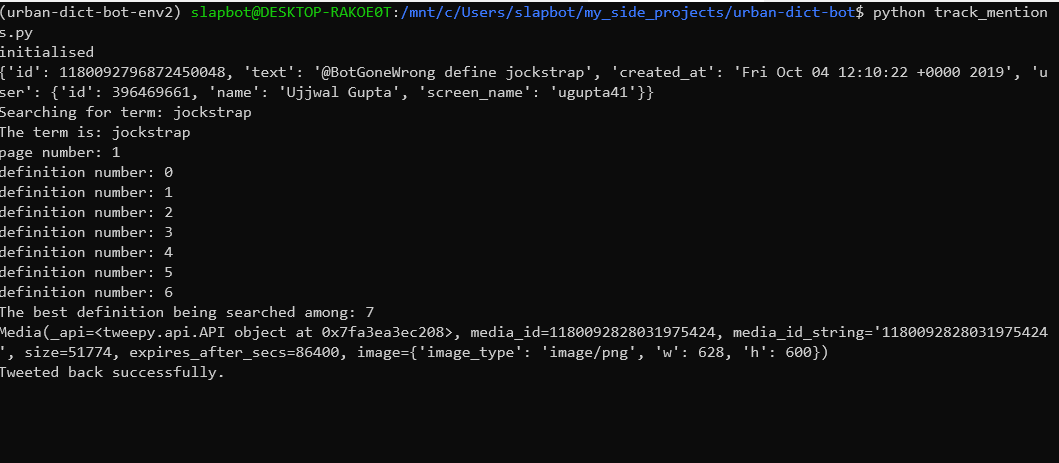 (urban-dict-bot-env2) slapbot@DESKTOP-RAKOE0T:/mnt/c/Users/slapbot/my_side_projects/urban-dict-bot$ python track_mention
s.py
initialised
{'id': 1180092796872450048, 'text': '@BotGoneWrong define jockstrap', 'created_at': 'Fri Oct 04 12:10:22 +0000 2019', 'u
ser': {'id': 396469661, 'name': 'Ujjwal Gupta', 'screen_name': 'ugupta41'}}
Searching for term: jockstrap
The term is: jockstrap
page number: 1
definition number: 0
definition number: 1
definition number: 2
definition number: 3
definition number: 4
definition number: 5
definition number: 6
The best definition being searched among: 7
Media(_api=<tweepy.api.API object at 0x7fa3ea3ec208>, media_id=1180092828031975424, media_id_string='1180092828031975424
', size=51774, expires_after_secs=86400, image={'image_type': 'image/png', 'w': 628, 'h': 600})
Tweeted back successfully.